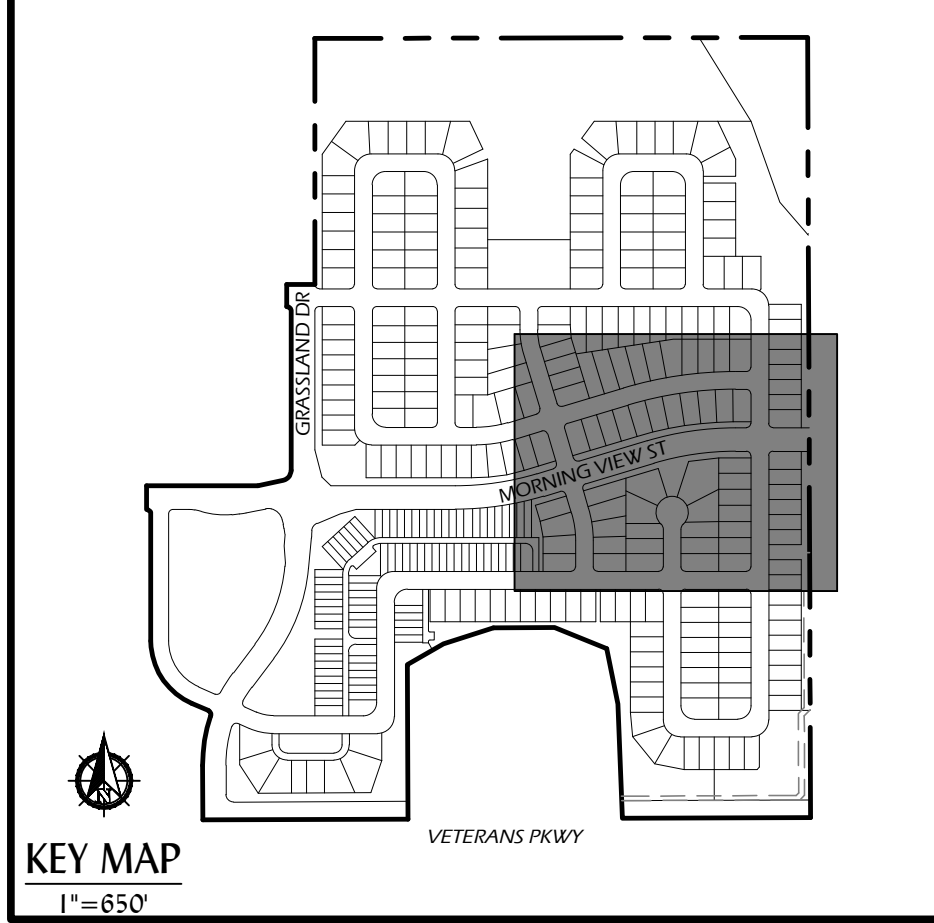 GRASSLAND DR
MORNING VIEW ST
VETERANS PKWY
N
KEY MAP
1"=650'